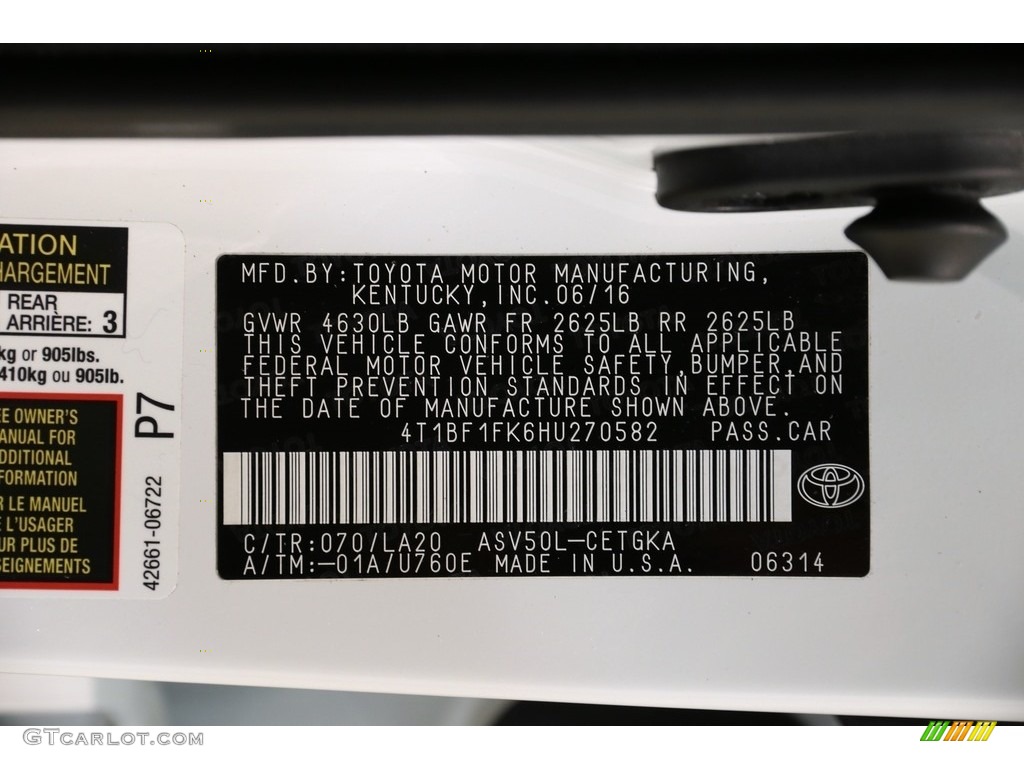 ATION
HARGEMENT
REAR
ARRIÈRE: 3
kg or 905lbs.
410kg ou 905lb.
EE OWNER'S
ANUAL FOR
DDITIONAL
FORMATION
R LE MANUEL
E L'USAGER
UR PLUS DE
SEIGNEMENTS
P7
42661-06722
MFD.BY:TOYOTA MOTOR MANUFACTURING,
KENTUCKY,INC.06/16
GVWR 4630LB GAWR FR 2625LB RR 2625LB
THIS VEHICLE CONFORMS TO ALL APPLICABLE
FEDERAL MOTOR VEHICLE SAFETY,BUMPER,AND
THEFT PREVENTION STANDARDS IN EFFECT ON
THE DATE OF MANUFACTURE SHOWN ABOVE.
4T1BF1FK6HU270582 PASS.CAR
C/TR:070/LA20 ASV50L-CETGKA
A/TM:-01A/U760E MADE IN U.S.A. 06314
GTCarlot.com